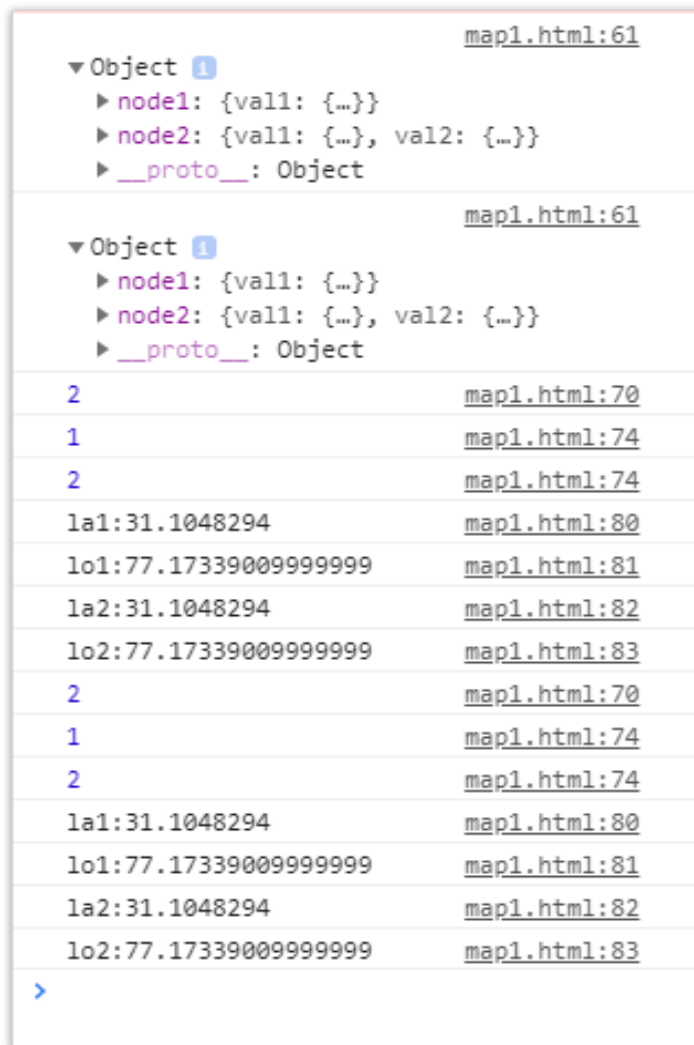 map1.html:61
▼Object i
▶node1: {val1: {…}}
▶node2: {val1: {…}, val2: {…}}
▶__proto__: Object
map1.html:61
▼Object i
▶node1: {val1: {…}}
▶node2: {val1: {…}, val2: {…}}
▶__proto__: Object
2 map1.html:70
1 map1.html:74
2 map1.html:74
la1:31.1048294 map1.html:80
lo1:77.17339009999999 map1.html:81
la2:31.1048294 map1.html:82
lo2:77.17339009999999 map1.html:83
2 map1.html:70
1 map1.html:74
2 map1.html:74
la1:31.1048294 map1.html:80
lo1:77.17339009999999 map1.html:81
la2:31.1048294 map1.html:82
lo2:77.17339009999999 map1.html:83
>